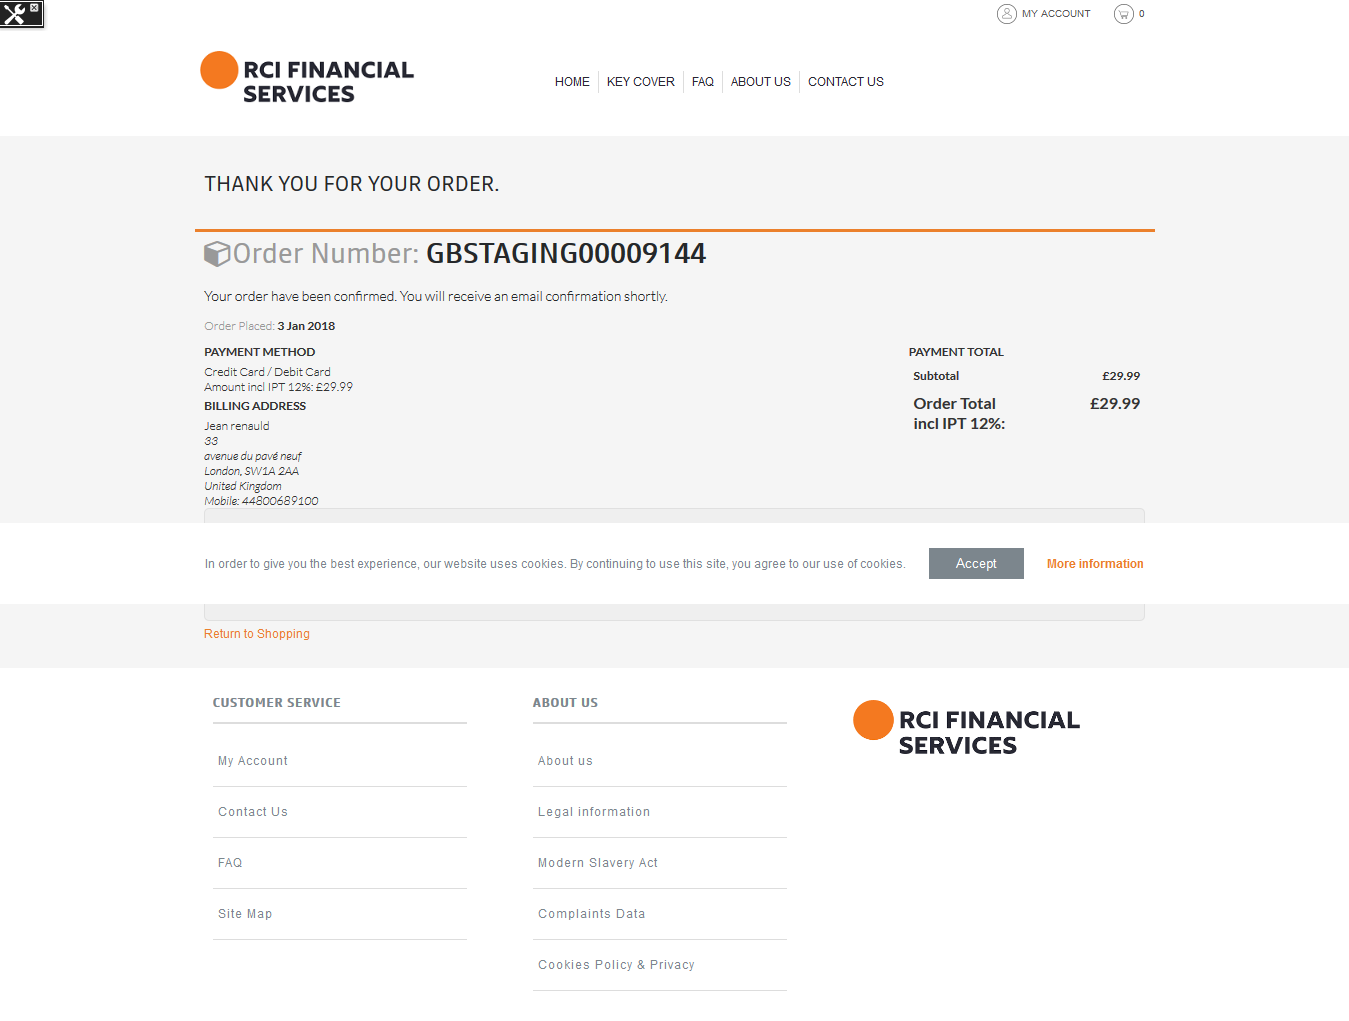 MY ACCOUNT 0
RCI FINANCIAL
SERVICES
HOME KEY COVER FAQ ABOUT US CONTACT US
THANK YOU FOR YOUR ORDER.
Order Number: GBSTAGING00009144
Your order have been confirmed. You will receive an email confirmation shortly.
Order Placed: 3 Jan 2018
PAYMENT METHOD
Credit Card / Debit Card
Amount incl IPT 12%: £29.99
BILLING ADDRESS
Jean renauld
33
avenue du pavé neuf
London, SW1A 2AA
United Kingdom
Mobile: 44800689100
PAYMENT TOTAL
Subtotal £29.99
Order Total £29.99
incl IPT 12%:
In order to give you the best experience, our website uses cookies. By continuing to use this site, you agree to our use of cookies. Accept More information
Return to Shopping
CUSTOMER SERVICE
My Account
Contact Us
FAQ
Site Map
ABOUT US
About us
Legal information
Modern Slavery Act
Complaints Data
Cookies Policy & Privacy
RCI FINANCIAL
SERVICES